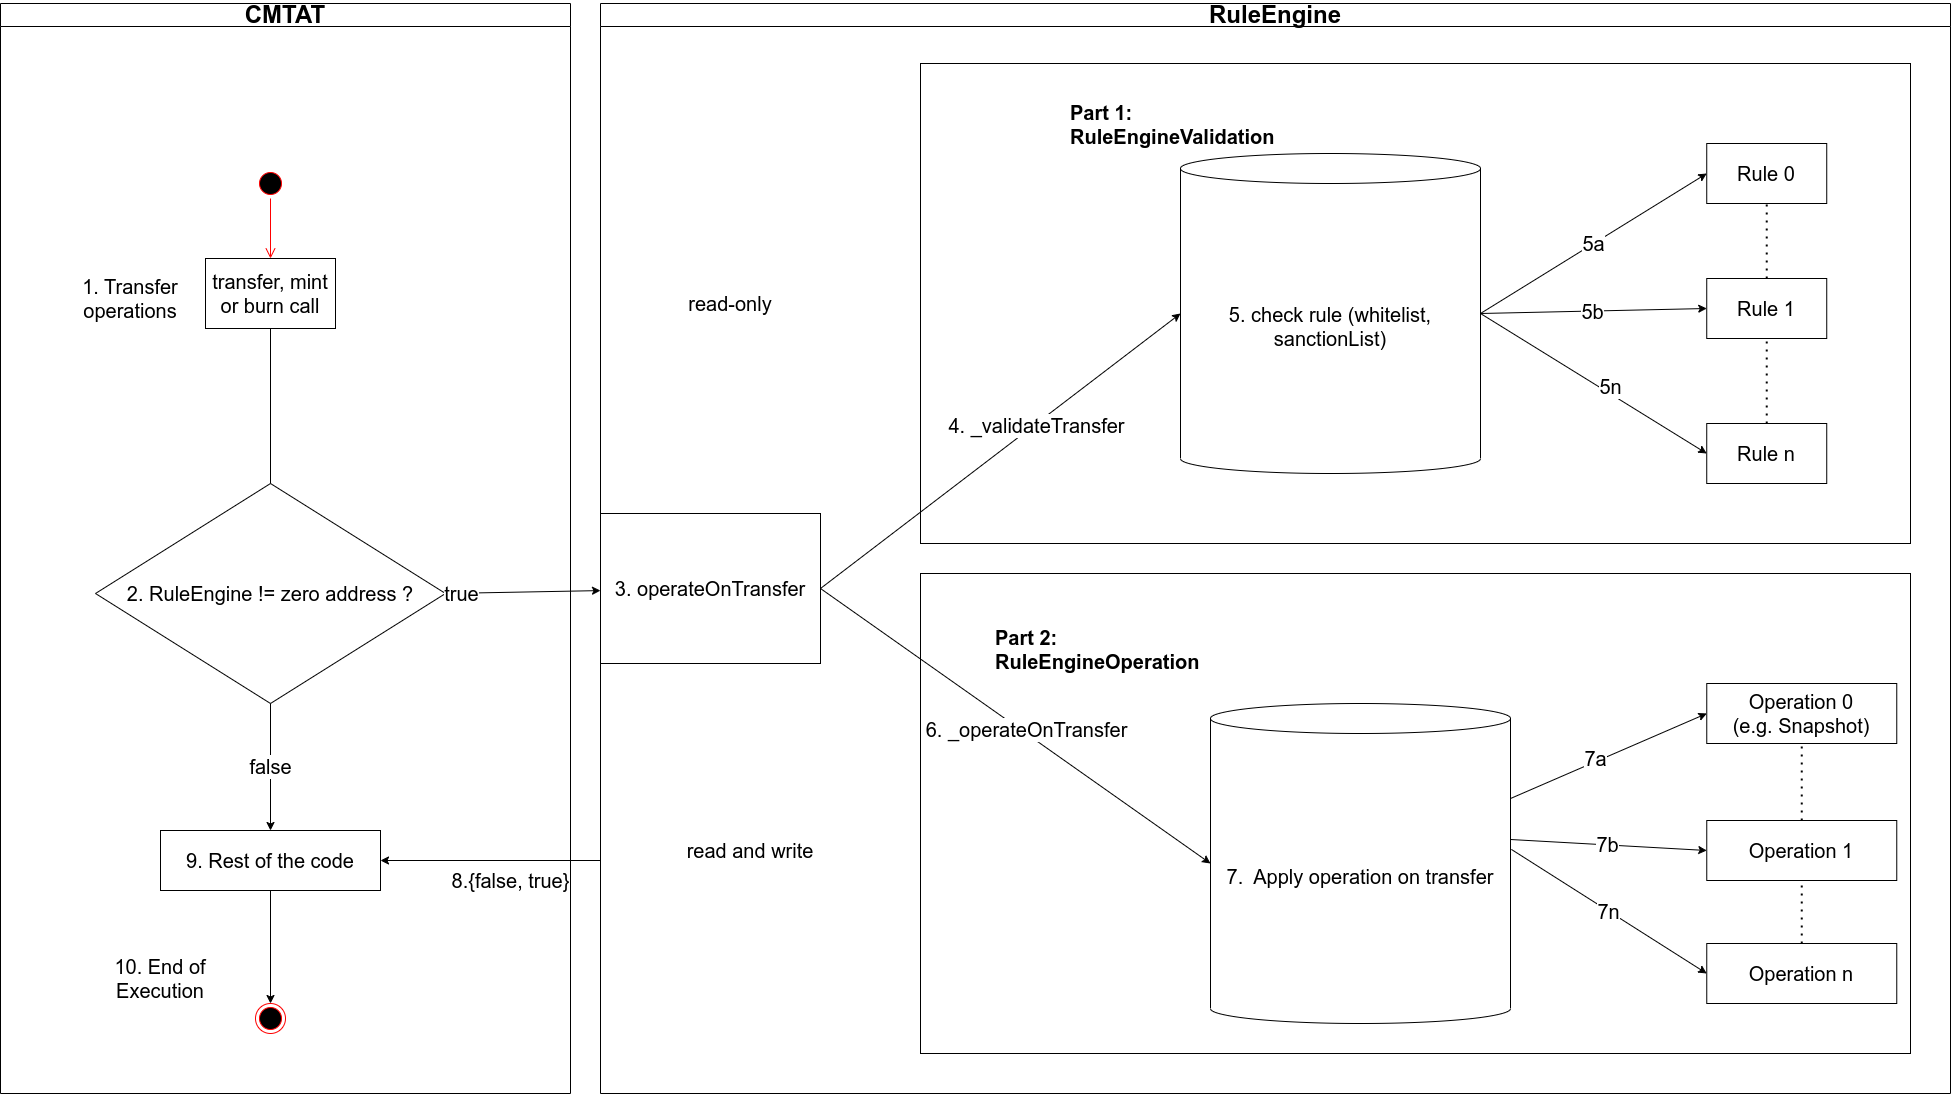 CMTAT
1. Transfer
operations
transfer, mint
or burn call
2. RuleEngine != zero address ?
true
false
9. Rest of the code
8.{false, true}
10. End of
Execution
RuleEngine
read-only
3. operateOnTransfer
read and write
Part 1:
RuleEngineValidation
4. _validateTransfer
5. check rule (whitelist,
sanctionList)
5a
5b
5n
Rule 0
Rule 1
Rule n
Part 2:
RuleEngineOperation
6. _operateOnTransfer
7.  Apply operation on transfer
7a
7b
7n
Operation 0
(e.g. Snapshot)
Operation 1
Operation n